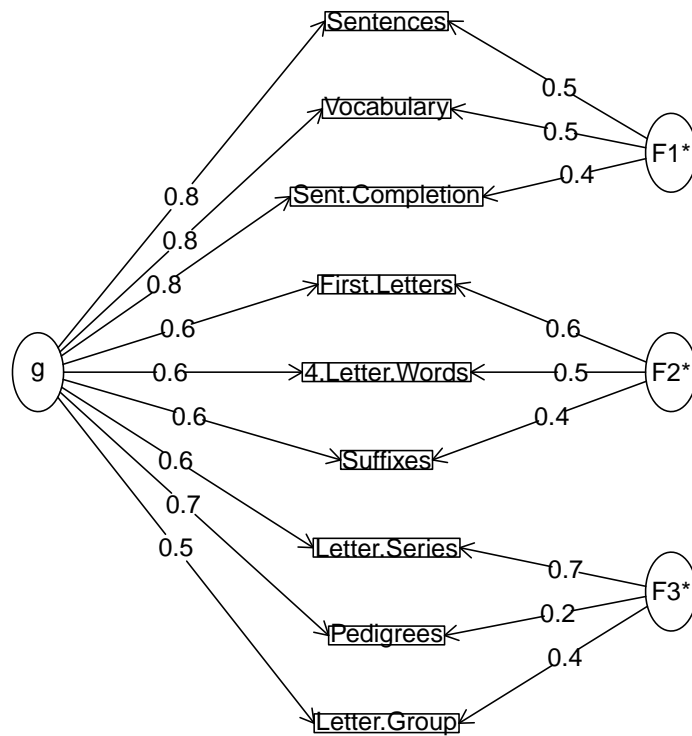 Sentences
0.5
Vocabulary
0.5
F1*
0.8
Sent.Completion
0.4
0.8
0.8
First.Letters
0.6
0.6
g
0.6
4.Letter.Words
0.5
F2*
0.6
0.4
Suffixes
0.6
0.7
0.5
Letter.Series
0.7
F3*
0.2
Pedigrees
0.4
Letter.Group